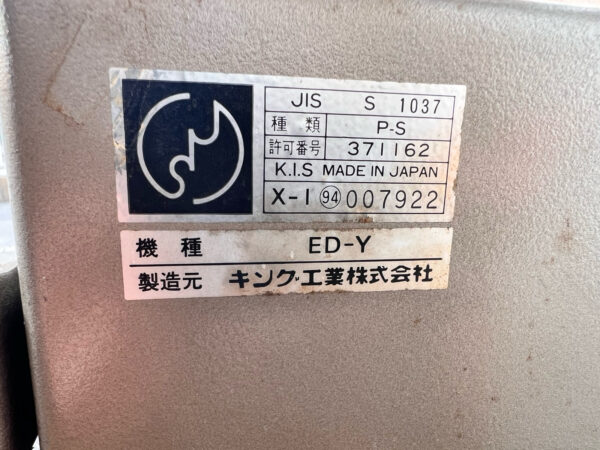 JIS S 1037
種類 P-S
許可番号 371162
K.I.S MADE IN JAPAN
X-I 94 007922
機種 ED-Y
製造元 キング工業株式会社